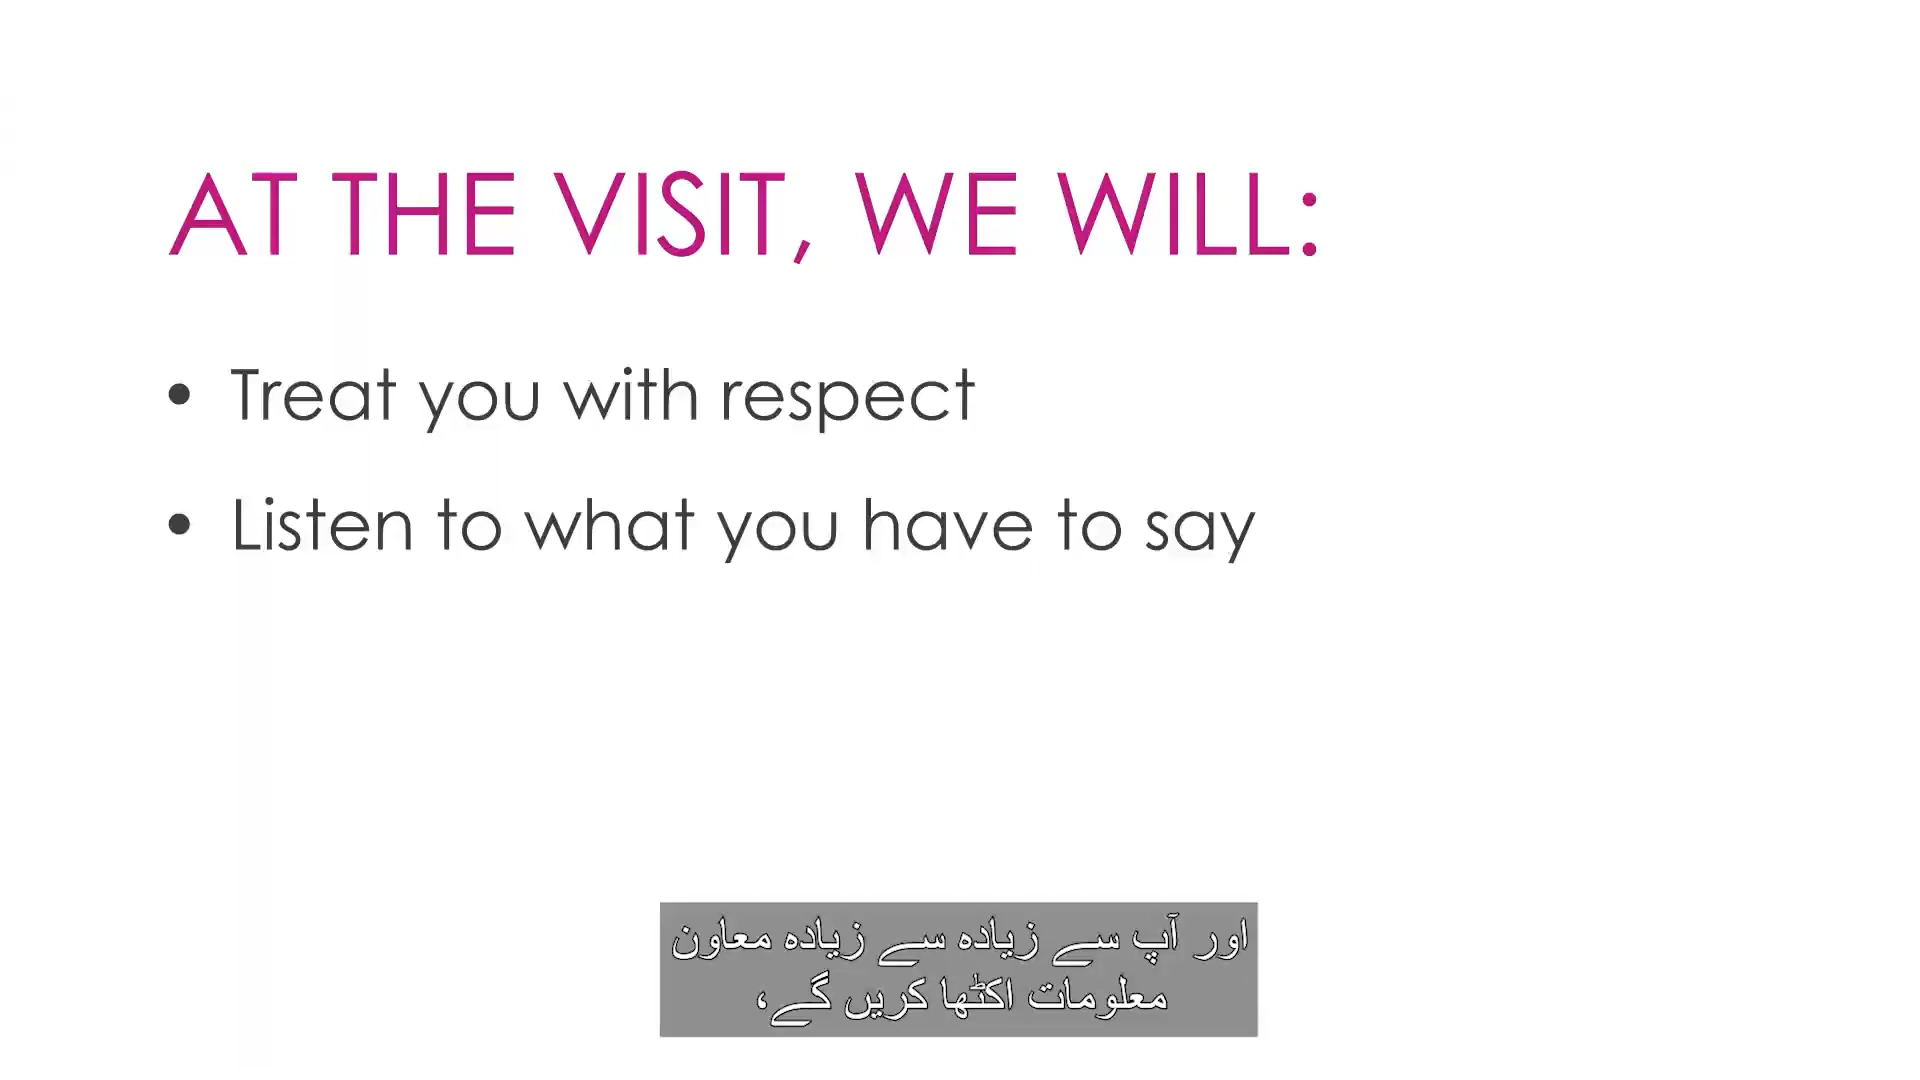 AT THE VISIT, WE WILL:
• Treat you with respect
• Listen to what you have to say
اور آپ سے زیادہ سے زیادہ معاون
معلومات اکٹھا کریں گے،